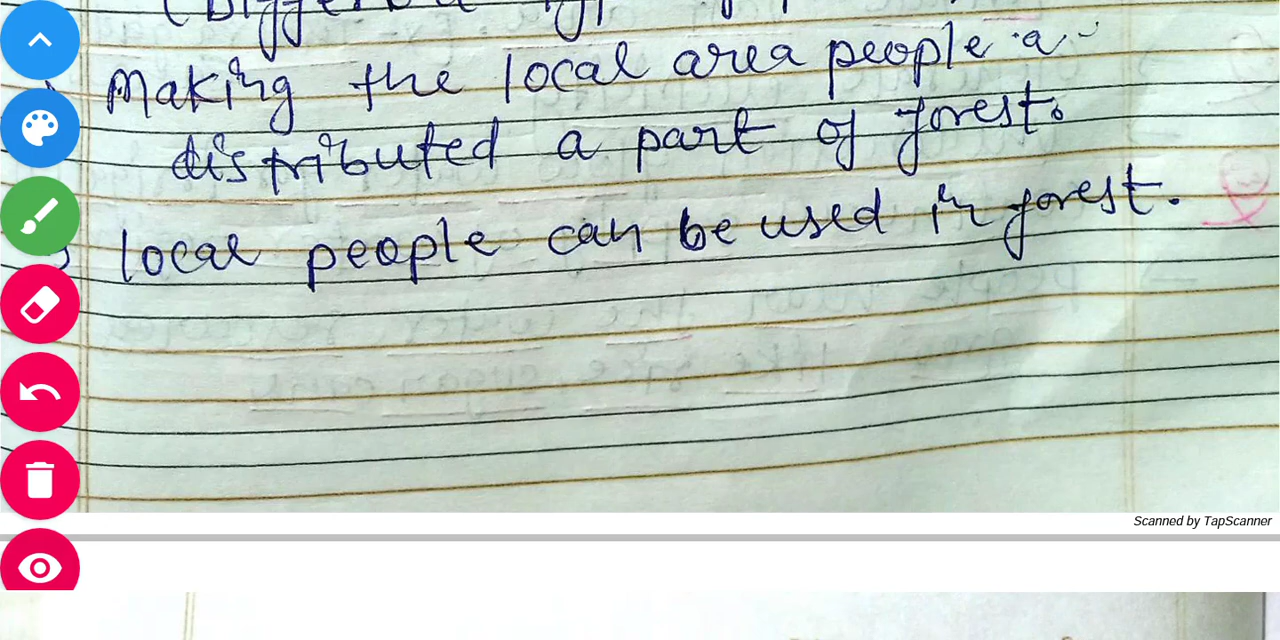 Making the local area people a
distributed a part of forest.
local people can be used in forest.
Scanned by TapScanner